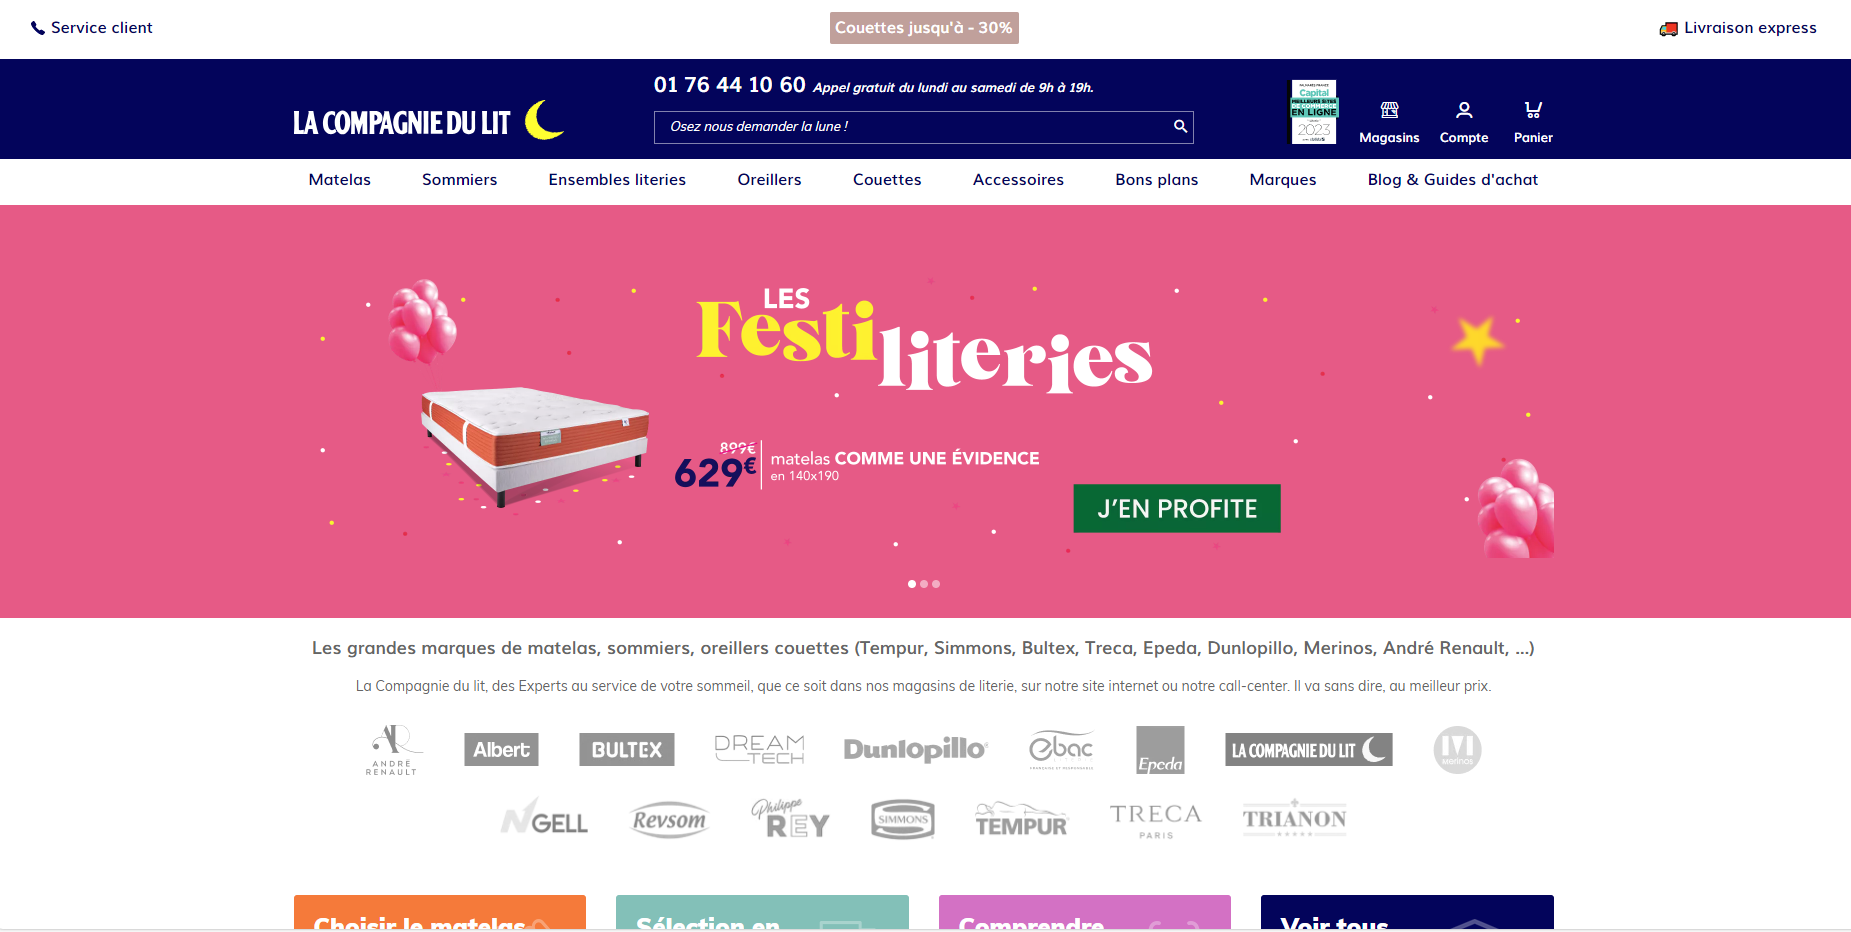 Service client
Couettes jusqu'à - 30%
Livraison express
01 76 44 10 60 Appel gratuit du lundi au samedi de 9h à 19h.
LA COMPAGNIE DU LIT
Osez nous demander la lune !
Capital
MEILLEURS SITES
DE COMMERCE
EN LIGNE
2023
Magasins
Compte
Panier
Matelas
Sommiers
Ensembles literies
Oreillers
Couettes
Accessoires
Bons plans
Marques
Blog & Guides d'achat
LES
Festi
literies
899€
629€
matelas COMME UNE ÉVIDENCE
en 140x190
J'EN PROFITE
Les grandes marques de matelas, sommiers, oreillers couettes (Tempur, Simmons, Bultex, Treca, Epeda, Dunlopillo, Merinos, André Renault, ...)
La Compagnie du lit, des Experts au service de votre sommeil, que ce soit dans nos magasins de literie, sur notre site internet ou notre call-center. Il va sans dire, au meilleur prix.
AR
ANDRÉ
RENAULT
Albert
BULTEX
DREAM
TECH
Dunlopillo
ebac
Epeda
LA COMPAGNIE DU LIT
Merinos
NGELL
Revsom
Philippe
REY
SIMMONS
TEMPUR
TRECA
PARIS
TRIANON
Choisir le matelas
Sélection en
Comprendre
Voir tous